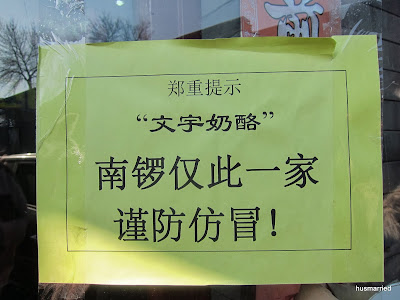 前
郑重提示
“文宇奶酪”
南锣仅此一家
谨防仿冒！
husmarried